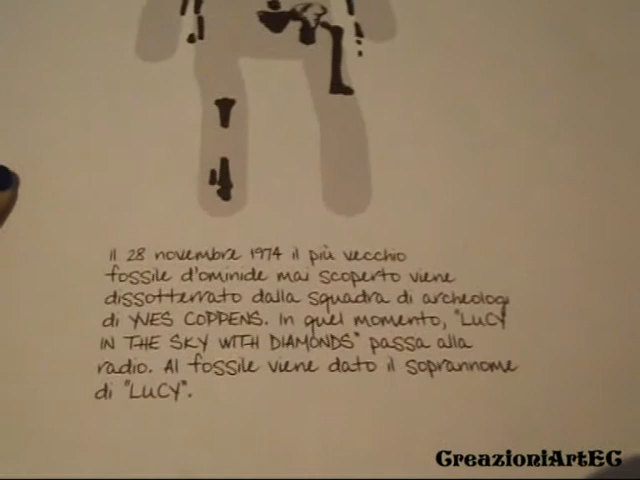 Il 28 novembre 1974 il più vecchio
fossile d'ominide mai scoperto viene
dissotterrato dalla squadra di archeologi
di YVES COPPENS. In quel momento, "LUCY
IN THE SKY WITH DIAMONDS" passa alla
radio. Al fossile viene dato il soprannome
di "LUCY".
CreazioniArtEC